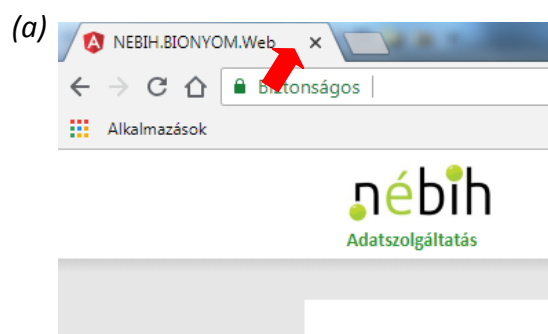 (a)
NEBIH.BIONYOM.Web
Biztonságos
Alkalmazások
nébih
Adatszolgáltatás